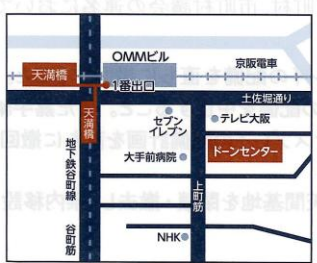 OMMビル
京阪電車
天満橋
1番出口
土佐堀通り
天満橋
セブン
イレブン
テレビ大阪
地下鉄谷町線
大手前病院
ドーンセンター
上町筋
谷町筋
NHK